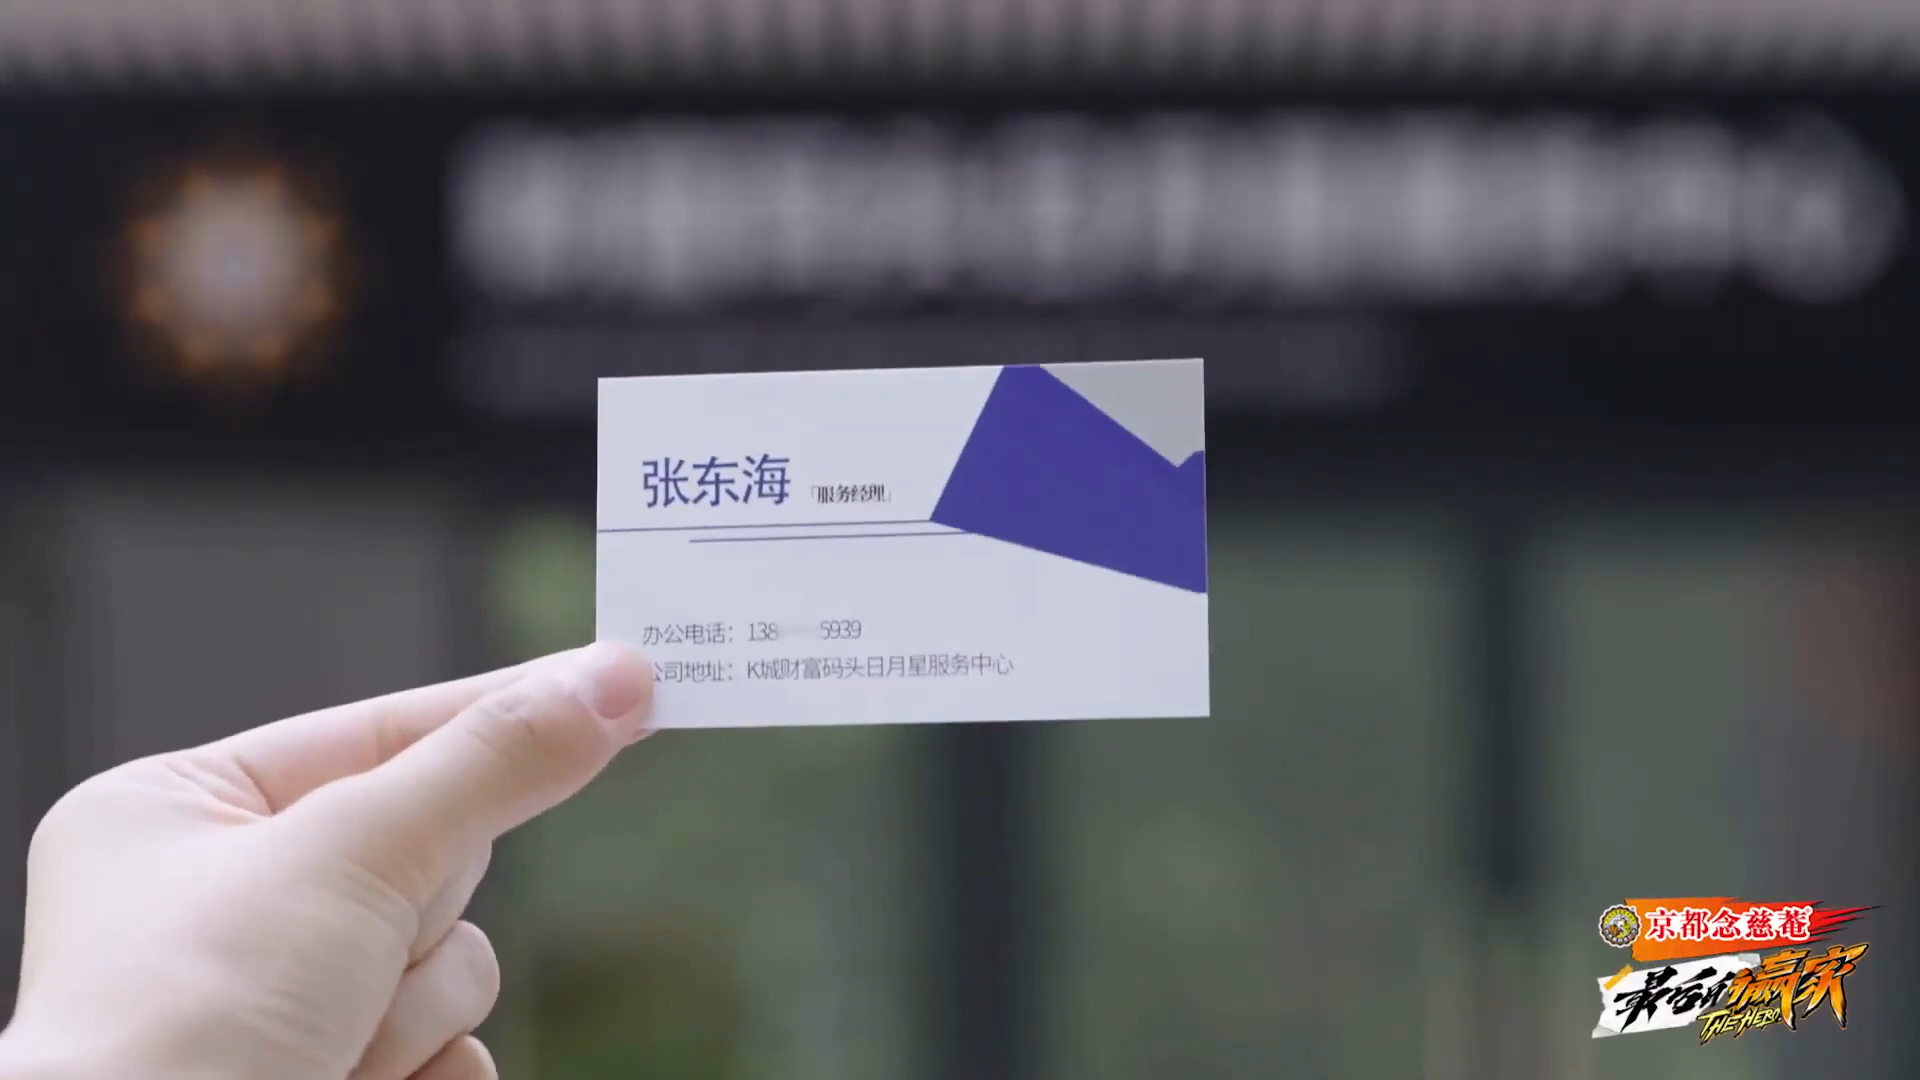 张东海 「服务经理」
办公电话：138 5939
公司地址：K城财富码头日月星服务中心
京都念慈菴
最后的赢家
THE HERO